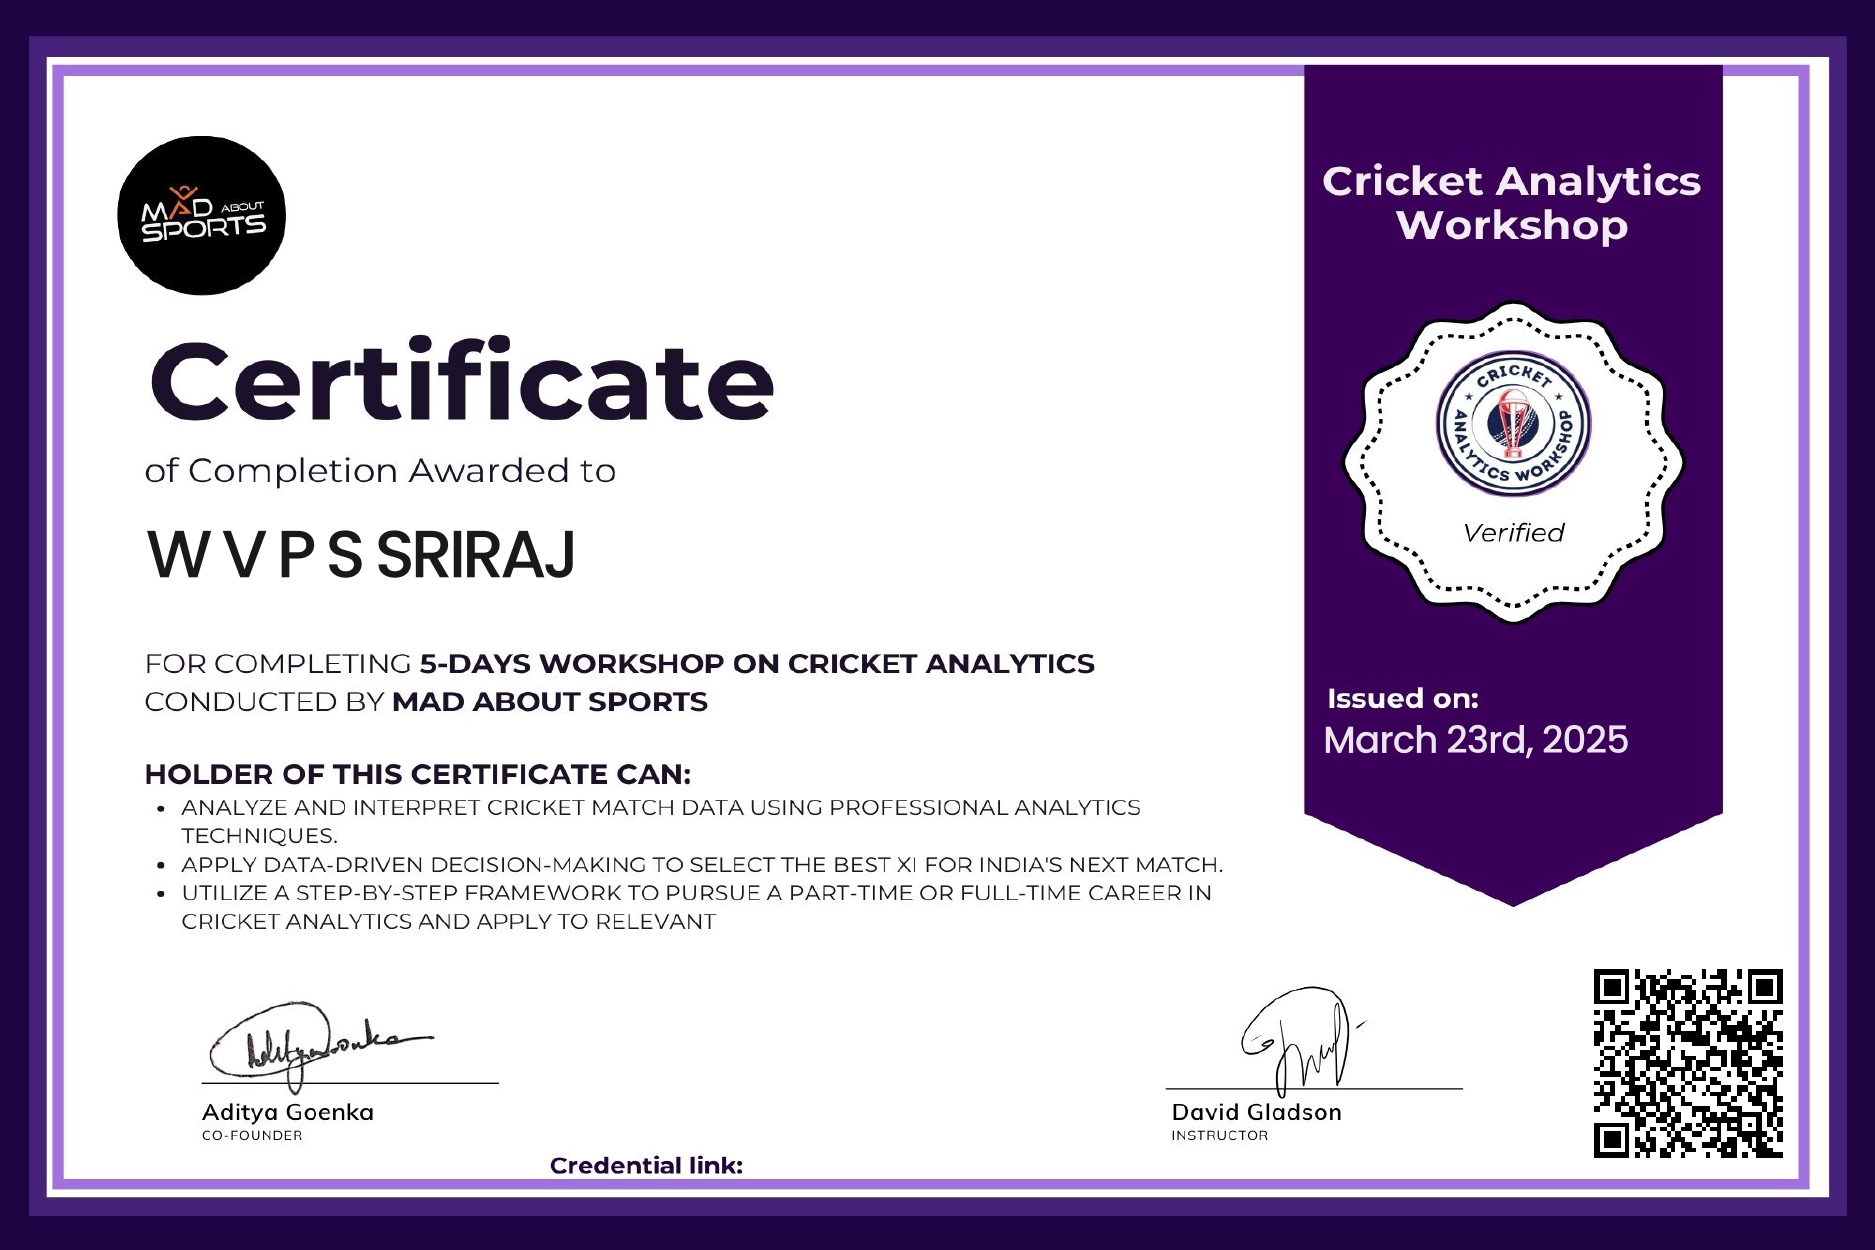 MAD ABOUT
SPORTS
Certificate
of Completion Awarded to
W V P S SRIRAJ
FOR COMPLETING 5-DAYS WORKSHOP ON CRICKET ANALYTICS
CONDUCTED BY MAD ABOUT SPORTS
HOLDER OF THIS CERTIFICATE CAN:
• ANALYZE AND INTERPRET CRICKET MATCH DATA USING PROFESSIONAL ANALYTICS
TECHNIQUES.
• APPLY DATA-DRIVEN DECISION-MAKING TO SELECT THE BEST XI FOR INDIA'S NEXT MATCH.
• UTILIZE A STEP-BY-STEP FRAMEWORK TO PURSUE A PART-TIME OR FULL-TIME CAREER IN
CRICKET ANALYTICS AND APPLY TO RELEVANT
Aditya Goenka
CO-FOUNDER
David Gladson
INSTRUCTOR
Credential link:
Cricket Analytics
Workshop
CRICKET
ANALYTICS WORKSHOP
Verified
Issued on:
March 23rd, 2025